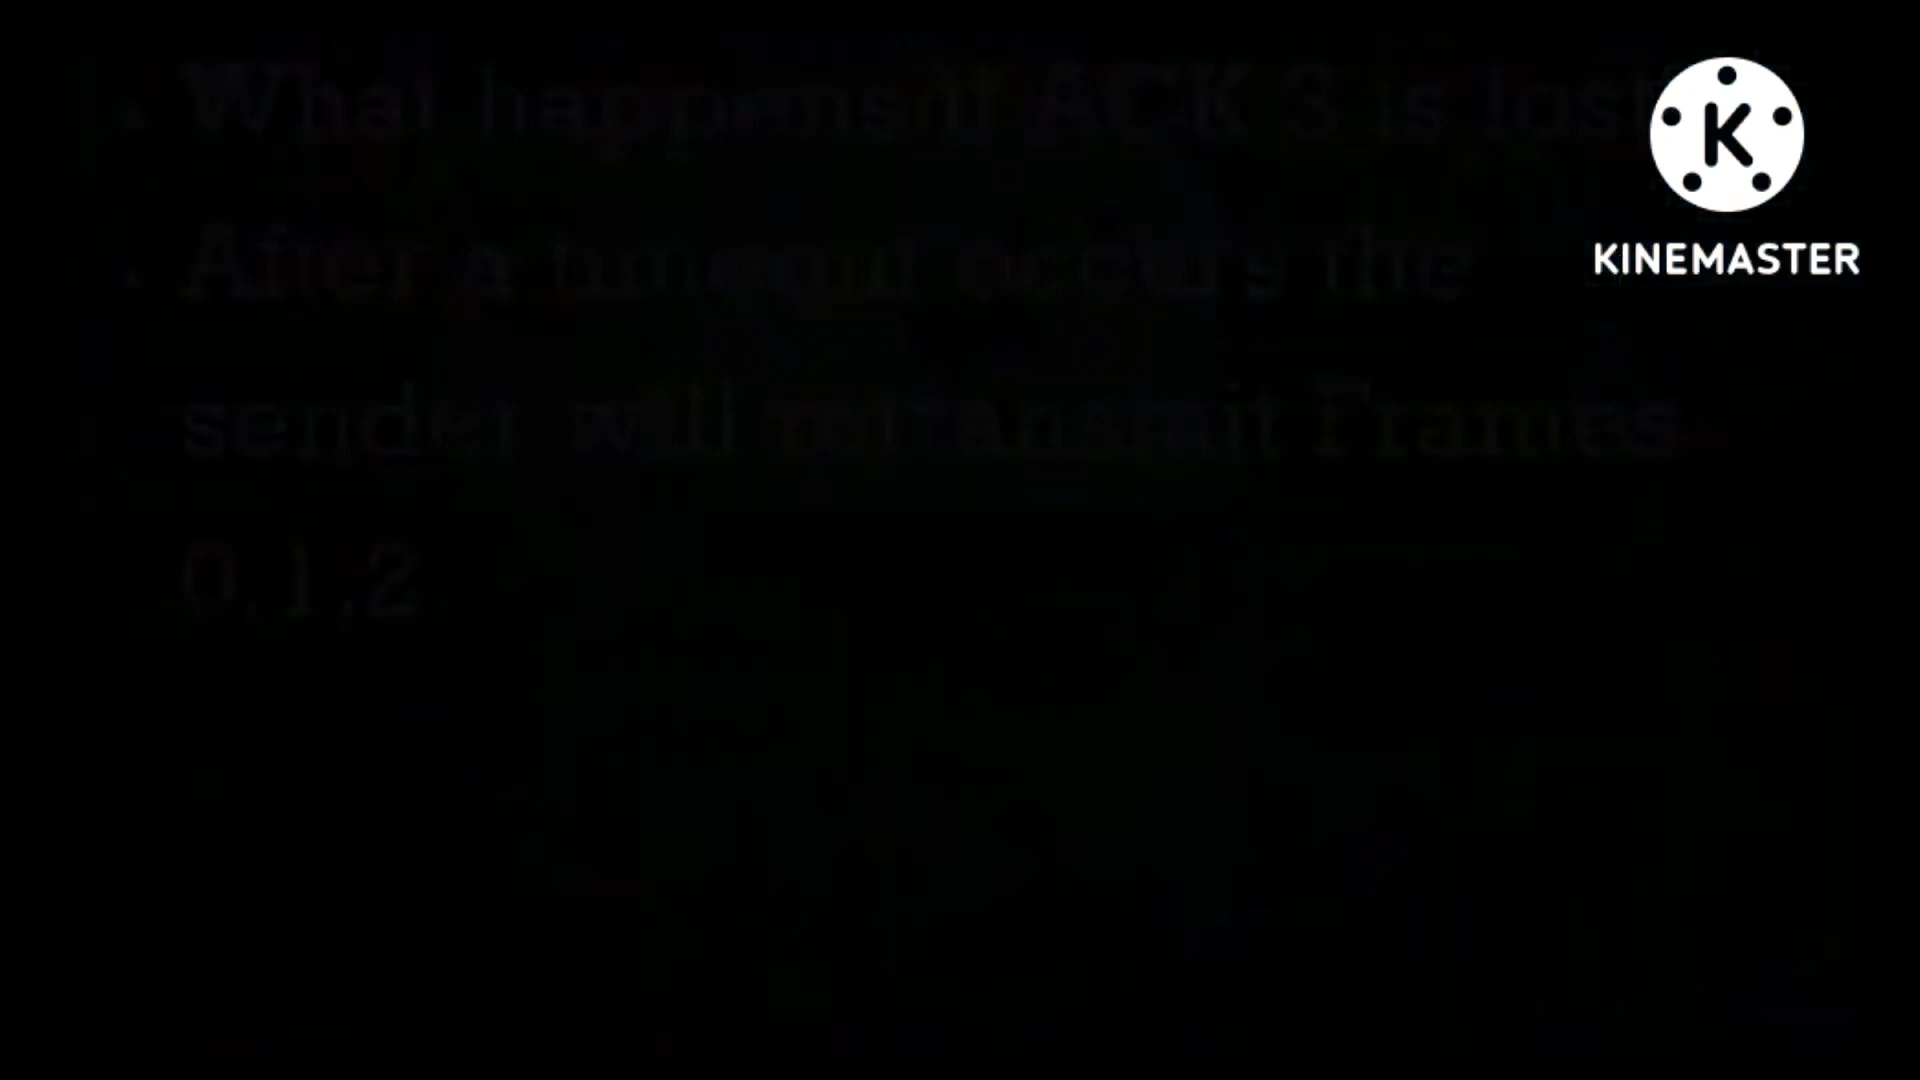 • What happens if ACK 3 is lost
K
KINEMASTER
• After a timeout occurs the
sender will retransmit Frames
0,1,2